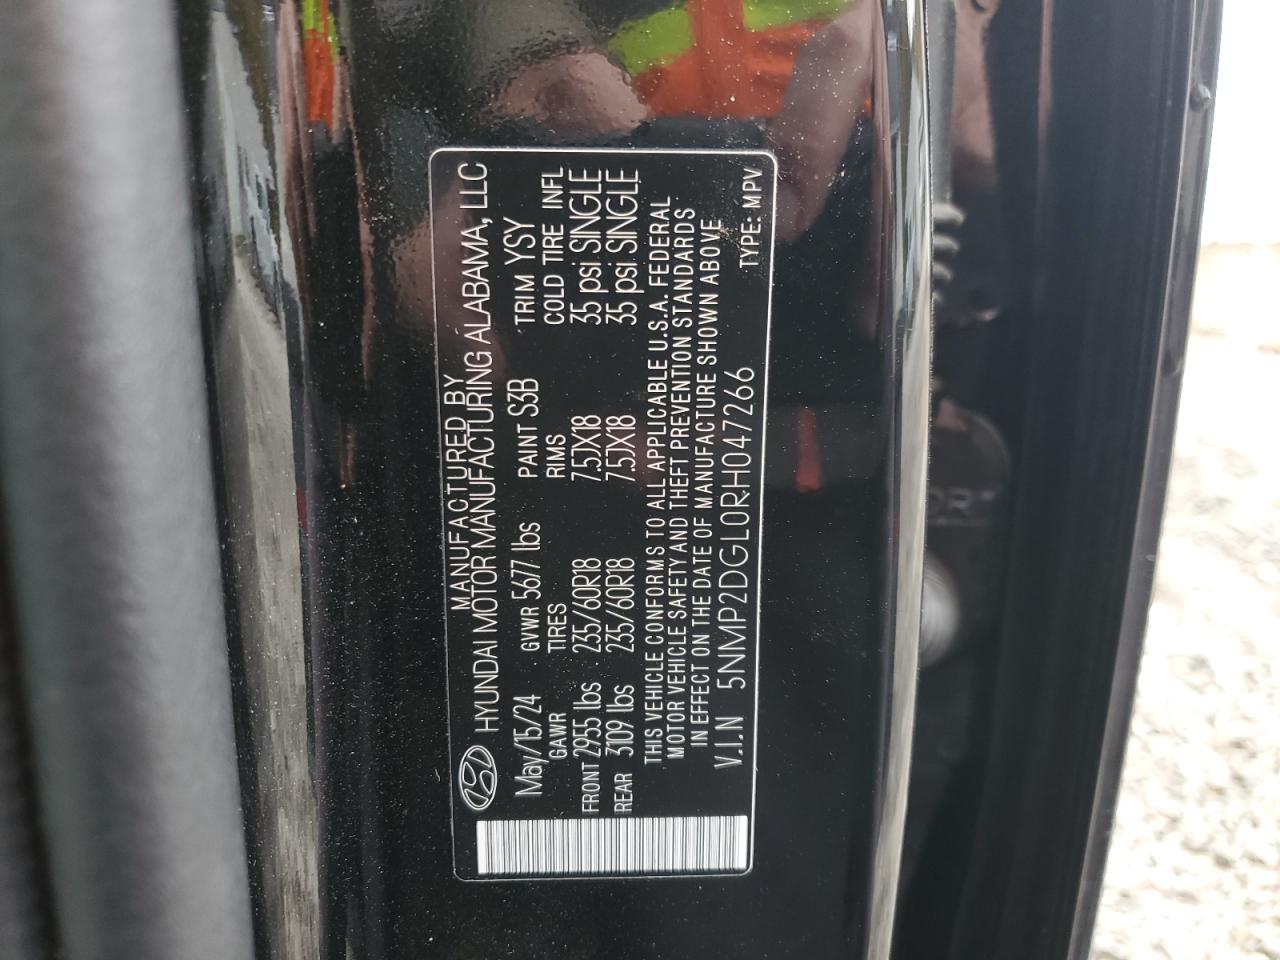 MANUFACTURED BY
HYUNDAI MOTOR MANUFACTURING ALABAMA, LLC
May/15/24 GVWR 5677 lbs PAINT S3B TRIM YSY
GAWR TIRES RIMS COLD TIRE INFL
FRONT 2955 lbs 235/60R18 7.5JX18 35 psi SINGLE
REAR 3109 lbs 235/60R18 7.5JX18 35 psi SINGLE
THIS VEHICLE CONFORMS TO ALL APPLICABLE U.S.A. FEDERAL
MOTOR VEHICLE SAFETY AND THEFT PREVENTION STANDARDS
IN EFFECT ON THE DATE OF MANUFACTURE SHOWN ABOVE
V.I.N 5NMP2DGL0RH047266 TYPE: MPV